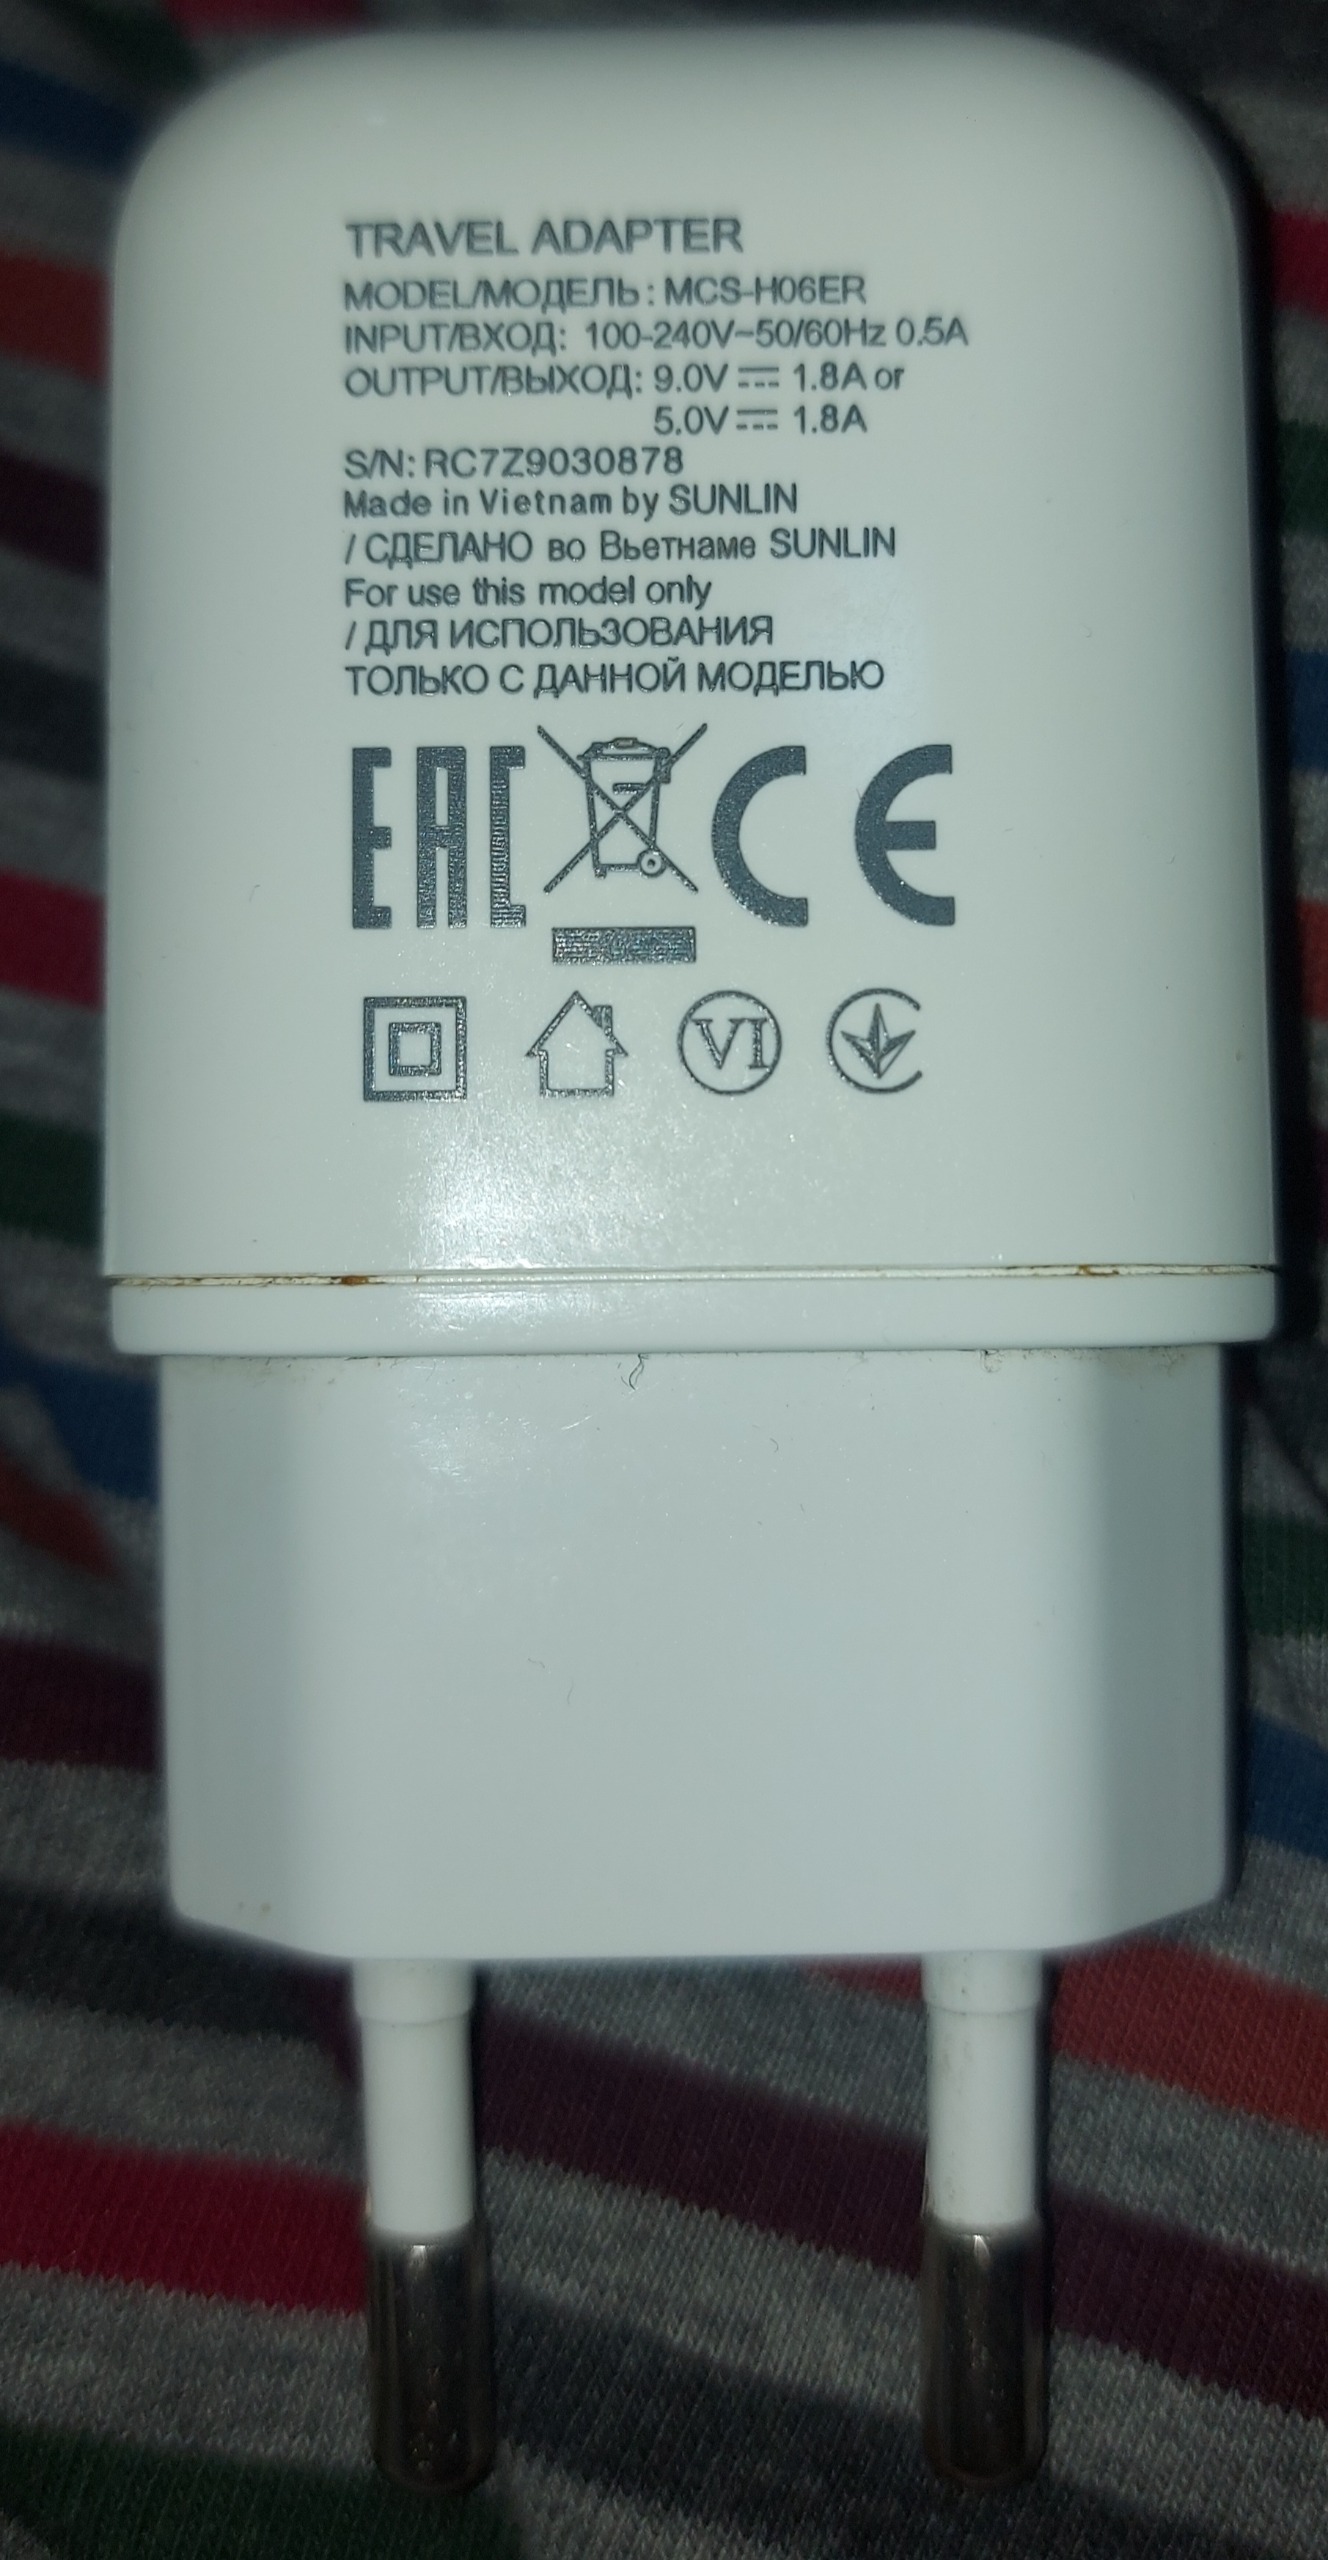 TRAVEL ADAPTER
MODEL/МОДЕЛЬ: MCS-H06ER
INPUT/ВХОД: 100-240V~50/60Hz 0.5A
OUTPUT/ВЫХОД: 9.0V ⎓ 1.8A or
5.0V ⎓ 1.8A
S/N: RC7Z9030878
Made in Vietnam by SUNLIN
/ СДЕЛАНО во Вьетнаме SUNLIN
For use this model only
/ ДЛЯ ИСПОЛЬЗОВАНИЯ
ТОЛЬКО С ДАННОЙ МОДЕЛЬЮ
EAC CE
VI